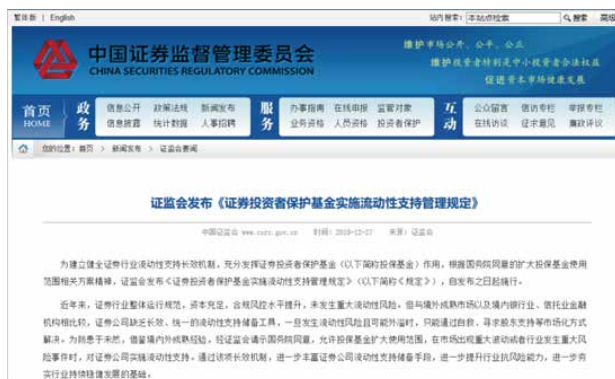 繁体版 | English
站内搜索: 本站点检索 搜索 高级
中国证券监督管理委员会
CHINA SECURITIES REGULATORY COMMISSION
维护市场公开、公平、公正
维护投资者特别是中小投资者合法权益
促进资本市场健康发展
首页 HOME
政务
信息公开 政策法规 新闻发布
信息披露 统计数据 人事招聘
服务
办事指南 在线申报 监管对象
业务资格 人员资格 投资者保护
互动
公众留言 信访专栏 举报专栏
在线访谈 征求意见 廉政评议
您的位置: 首页 > 新闻发布 > 证监会要闻
证监会发布《证券投资者保护基金实施流动性支持管理规定》
中国证监会 www.csrc.gov.cn 时间: 2019-12-27 来源: 证监会
为建立健全证券行业流动性支持长效机制，充分发挥证券投资者保护基金（以下简称投保基金）作用，根据国务院同意的扩大投保基金使用
范围相关方案精神，证监会发布《证券投资者保护基金实施流动性支持管理规定》（以下简称《规定》），自发布之日起施行。
近年来，证券行业整体运行规范，资本充足，合规风控水平提升，未发生重大流动性风险，但与境外成熟市场以及境内银行业、信托业金融
机构相比较，证券公司缺乏长效、统一的流动性支持储备工具，一旦发生流动性风险且可能外溢时，只能通过自救、寻求股东支持等市场化方式
解决。为防患于未然，借鉴境内外成熟经验，经证监会请示国务院同意，允许投保基金扩大使用范围，在市场出现重大波动或者行业发生重大风
险事件时，对证券公司实施流动性支持。通过该项长效机制，进一步丰富证券公司流动性支持储备手段，进一步提升行业抗风险能力，进一步夯
实行业持续稳健发展的基础。